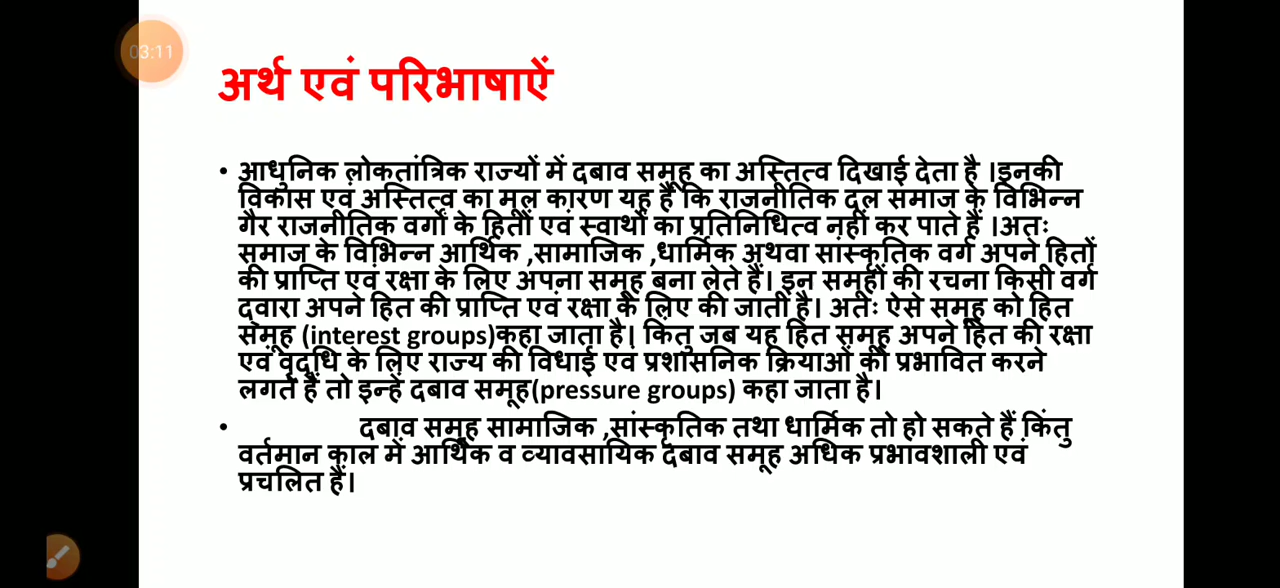 03:11
अर्थ एवं परिभाषाऐं
• आधुनिक लोकतांत्रिक राज्यों में दबाव समूह का अस्तित्व दिखाई देता है ।इनकी
विकास एवं अस्तित्व का मूल कारण यह है कि राजनीतिक दल समाज के विभिन्न
गैर राजनीतिक वर्गों के हितों एवं स्वार्थों का प्रतिनिधित्व नहीं कर पाते हैं ।अतः
समाज के विभिन्न आर्थिक ,सामाजिक ,धार्मिक अथवा सांस्कृतिक वर्ग अपने हितों
की प्राप्ति एवं रक्षा के लिए अपना समूह बना लेते हैं। इन समूहों की रचना किसी वर्ग
द्वारा अपने हित की प्राप्ति एवं रक्षा के लिए की जाती है। अतः ऐसे समूह को हित
समूह (interest groups)कहा जाता है। किंतु जब यह हित समूह अपने हित की रक्षा
एवं वृद्धि के लिए राज्य की विधाई एवं प्रशासनिक क्रियाओं को प्रभावित करने
लगते हैं तो इन्हें दबाव समूह(pressure groups) कहा जाता है।
• दबाव समूह सामाजिक ,सांस्कृतिक तथा धार्मिक तो हो सकते हैं किंतु
वर्तमान काल में आर्थिक व व्यावसायिक दबाव समूह अधिक प्रभावशाली एवं
प्रचलित हैं।